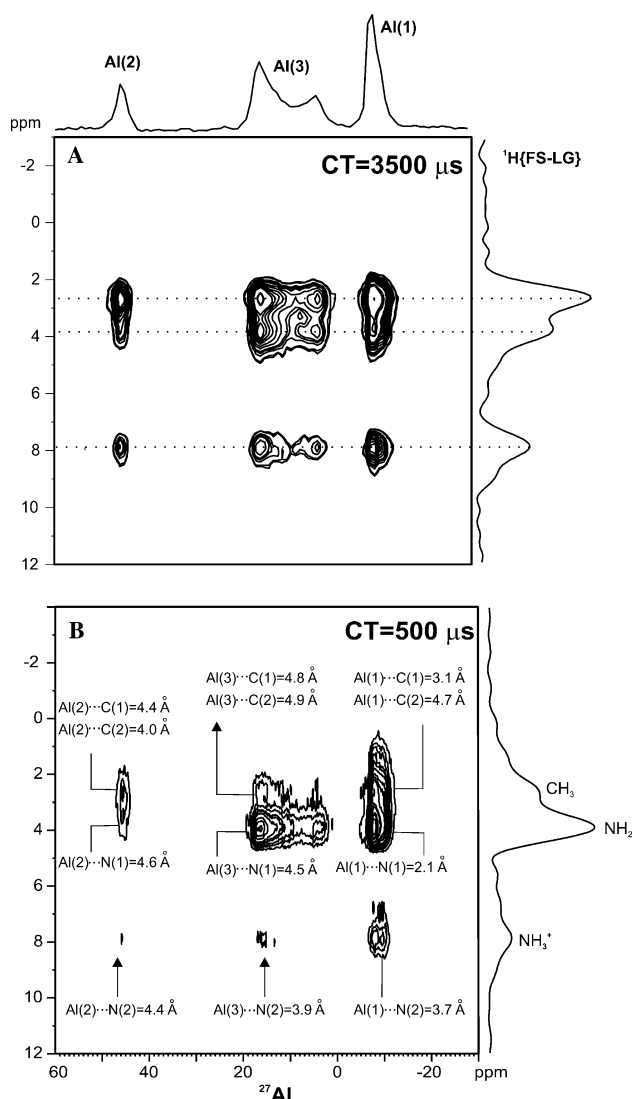 Al(2)
Al(3)
Al(1)
ppm
A
CT=3500 μs
¹H{FS-LG}
-2
0
2
4
6
8
10
12
B
CT=500 μs
-2
0
2
4
6
8
10
12
Al(2)···C(1)=4.4 Å
Al(2)···C(2)=4.0 Å
Al(3)···C(1)=4.8 Å
Al(3)···C(2)=4.9 Å
Al(1)···C(1)=3.1 Å
Al(1)···C(2)=4.7 Å
CH₃
NH₂
Al(2)···N(1)=4.6 Å
Al(3)···N(1)=4.5 Å
Al(1)···N(1)=2.1 Å
NH₃⁺
Al(2)···N(2)=4.4 Å
Al(3)···N(2)=3.9 Å
Al(1)···N(2)=3.7 Å
60 40 20 0 -20 ppm
²⁷Al